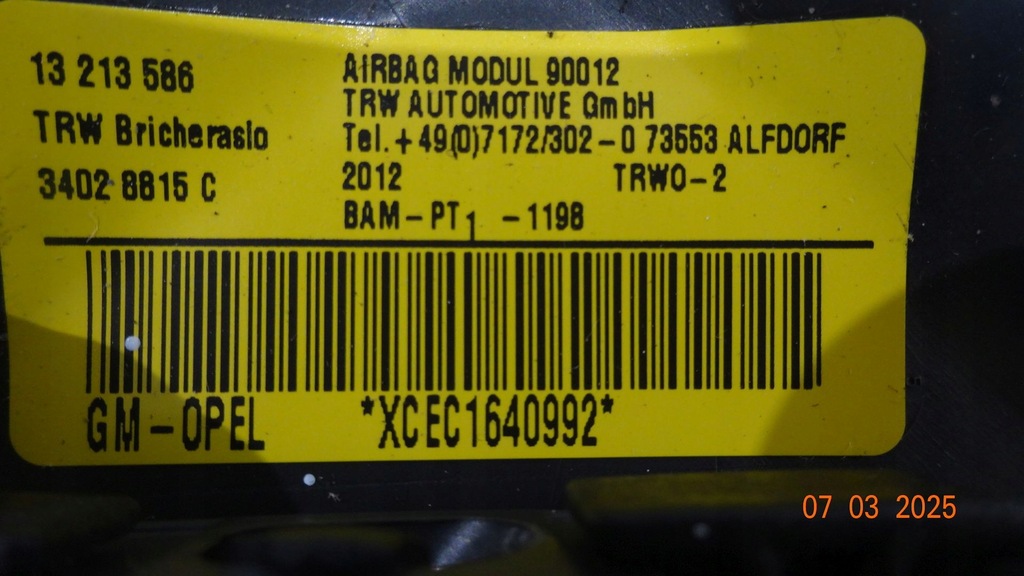 13 213 586
TRW Bricherasio
3402 8815 C
AIRBAG MODUL 90012
TRW AUTOMOTIVE GmbH
Tel. + 49(0)7172/302-0 73553 ALFDORF
2012 TRWO-2
BAM-PT1 -1198
GM-OPEL *XCEC1640992*
07 03 2025